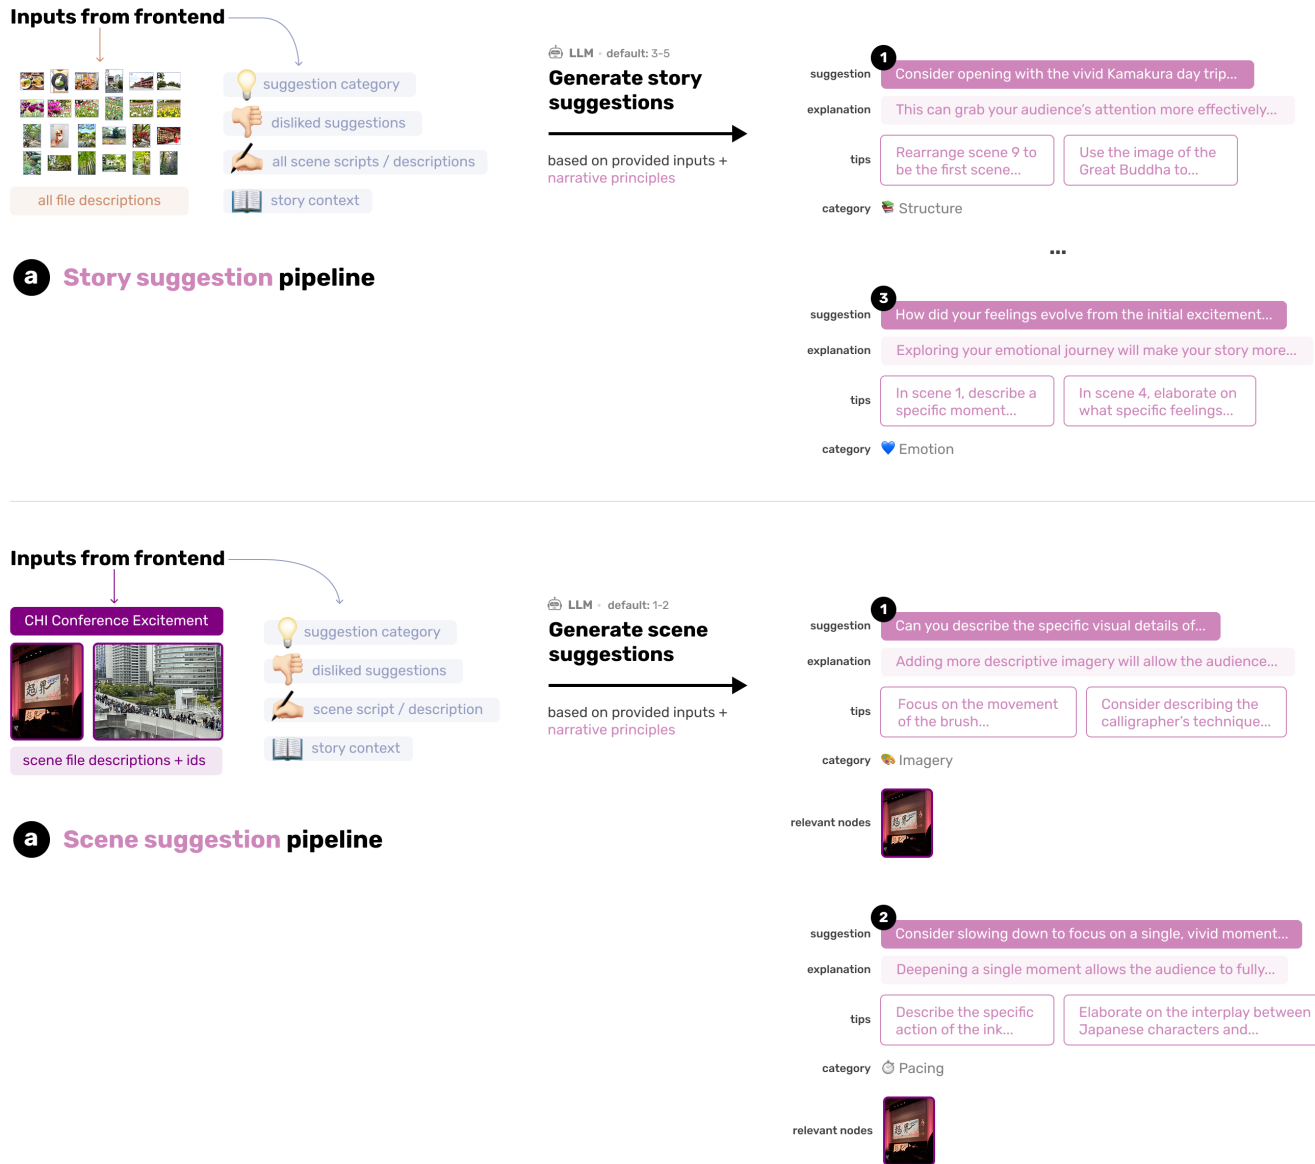 Inputs from frontend
all file descriptions
suggestion category
disliked suggestions
all scene scripts / descriptions
story context
a Story suggestion pipeline
LLM • default: 3-5
Generate story
suggestions
based on provided inputs +
narrative principles
1
suggestion Consider opening with the vivid Kamakura day trip...
explanation This can grab your audience's attention more effectively...
tips
Rearrange scene 9 to
be the first scene...
Use the image of the
Great Buddha to...
category Structure
...
3
suggestion How did your feelings evolve from the initial excitement...
explanation Exploring your emotional journey will make your story more...
tips
In scene 1, describe a
specific moment...
In scene 4, elaborate on
what specific feelings...
category Emotion
Inputs from frontend
CHI Conference Excitement
scene file descriptions + ids
suggestion category
disliked suggestions
scene script / description
story context
a Scene suggestion pipeline
LLM • default: 1-2
Generate scene
suggestions
based on provided inputs +
narrative principles
1
suggestion Can you describe the specific visual details of...
explanation Adding more descriptive imagery will allow the audience...
tips
Focus on the movement
of the brush...
Consider describing the
calligrapher's technique...
category Imagery
relevant nodes
2
suggestion Consider slowing down to focus on a single, vivid moment...
explanation Deepening a single moment allows the audience to fully...
tips
Describe the specific
action of the ink...
Elaborate on the interplay between
Japanese characters and...
category Pacing
relevant nodes